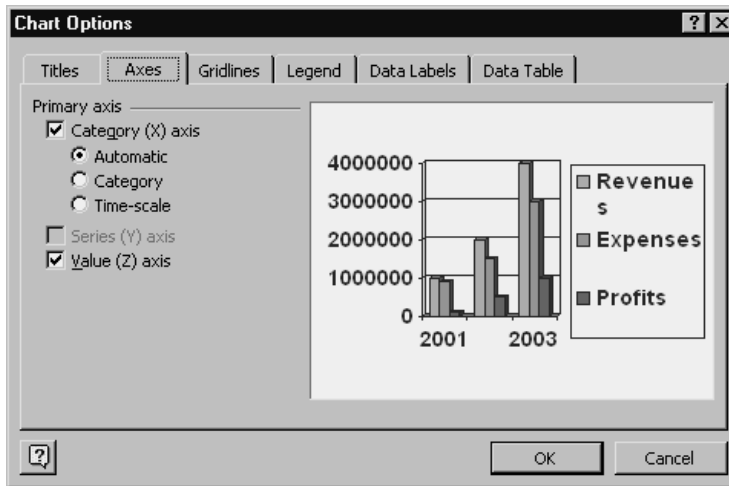 Chart Options
Titles Axes Gridlines Legend Data Labels Data Table
Primary axis
Category (X) axis
Automatic
Category
Time-scale
Series (Y) axis
Value (Z) axis
4000000
3000000
2000000
1000000
0
2001 2003
Revenue
s
Expenses
Profits
OK Cancel